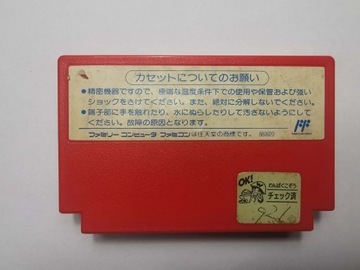 カセットについてのお願い
●精密機器ですので、極端な温度条件下での使用や保管および強い
ショックをさけてください。また、絶対に分解しないでください。
●端子部に手を触れたり、水にぬらしたりして汚さないようにして
ください。故障の原因となります。
ファミリーコンピュータ ファミコンは任天堂の商標です。
OK!
わんぱくこぞう
チェック済